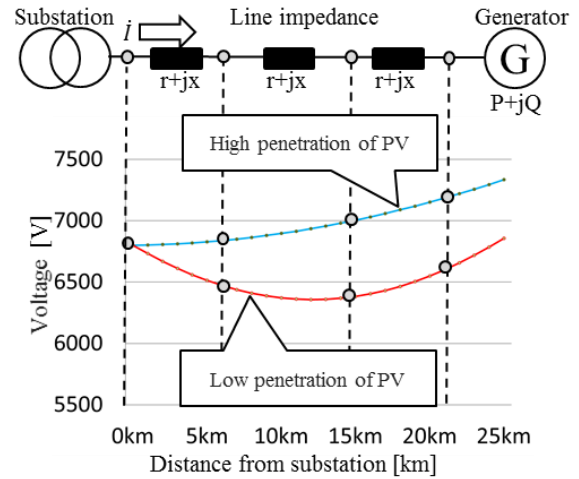 Substation
Line impedance
Generator
İ
r+jx
r+jx
r+jx
G
P+jQ
High penetration of PV
7500
7000
6500
6000
5500
Voltage [V]
Low penetration of PV
0km 5km 10km 15km 20km 25km
Distance from substation [km]